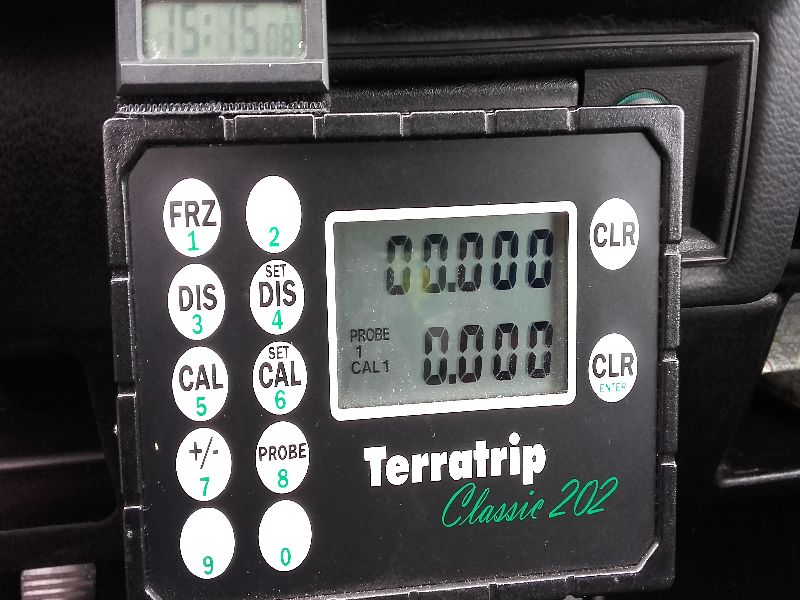 15:15 08
FRZ
1
2
DIS
3
SET
DIS
4
CAL
5
SET
CAL
6
+/-
7
PROBE
8
9
0
00.000
PROBE
1
CAL 1
0.000
CLR
CLR
ENTER
Terratrip
Classic 202